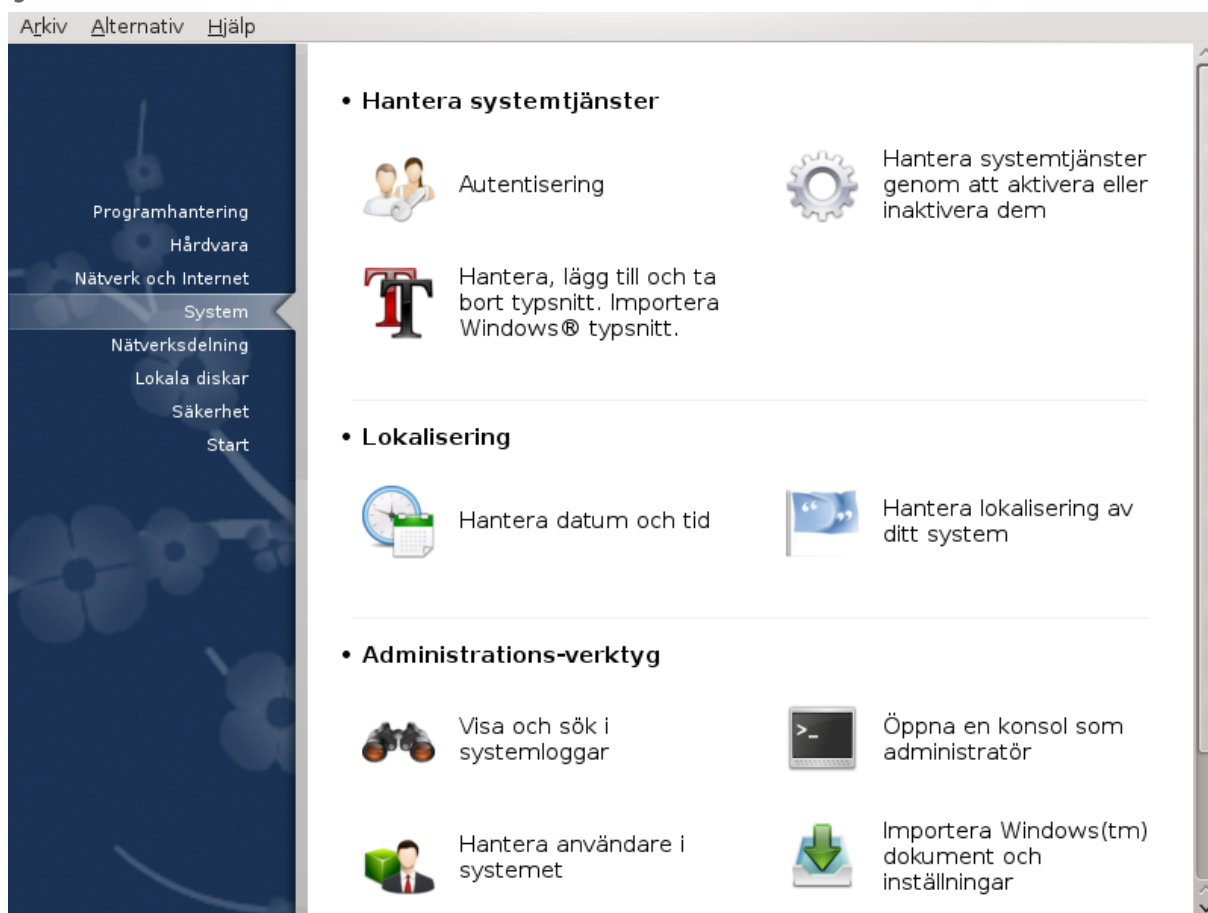 Arkiv Alternativ Hjälp
Programhantering
Hårdvara
Nätverk och Internet
System
Nätverksdelning
Lokala diskar
Säkerhet
Start
• Hantera systemtjänster
Autentisering
Hantera systemtjänster
genom att aktivera eller
inaktivera dem
Hantera, lägg till och ta
bort typsnitt. Importera
Windows® typsnitt.
• Lokalisering
Hantera datum och tid
Hantera lokalisering av
ditt system
• Administrations-verktyg
Visa och sök i
systemloggar
>_
Öppna en konsol som
administratör
Hantera användare i
systemet
Importera Windows(tm)
dokument och
inställningar